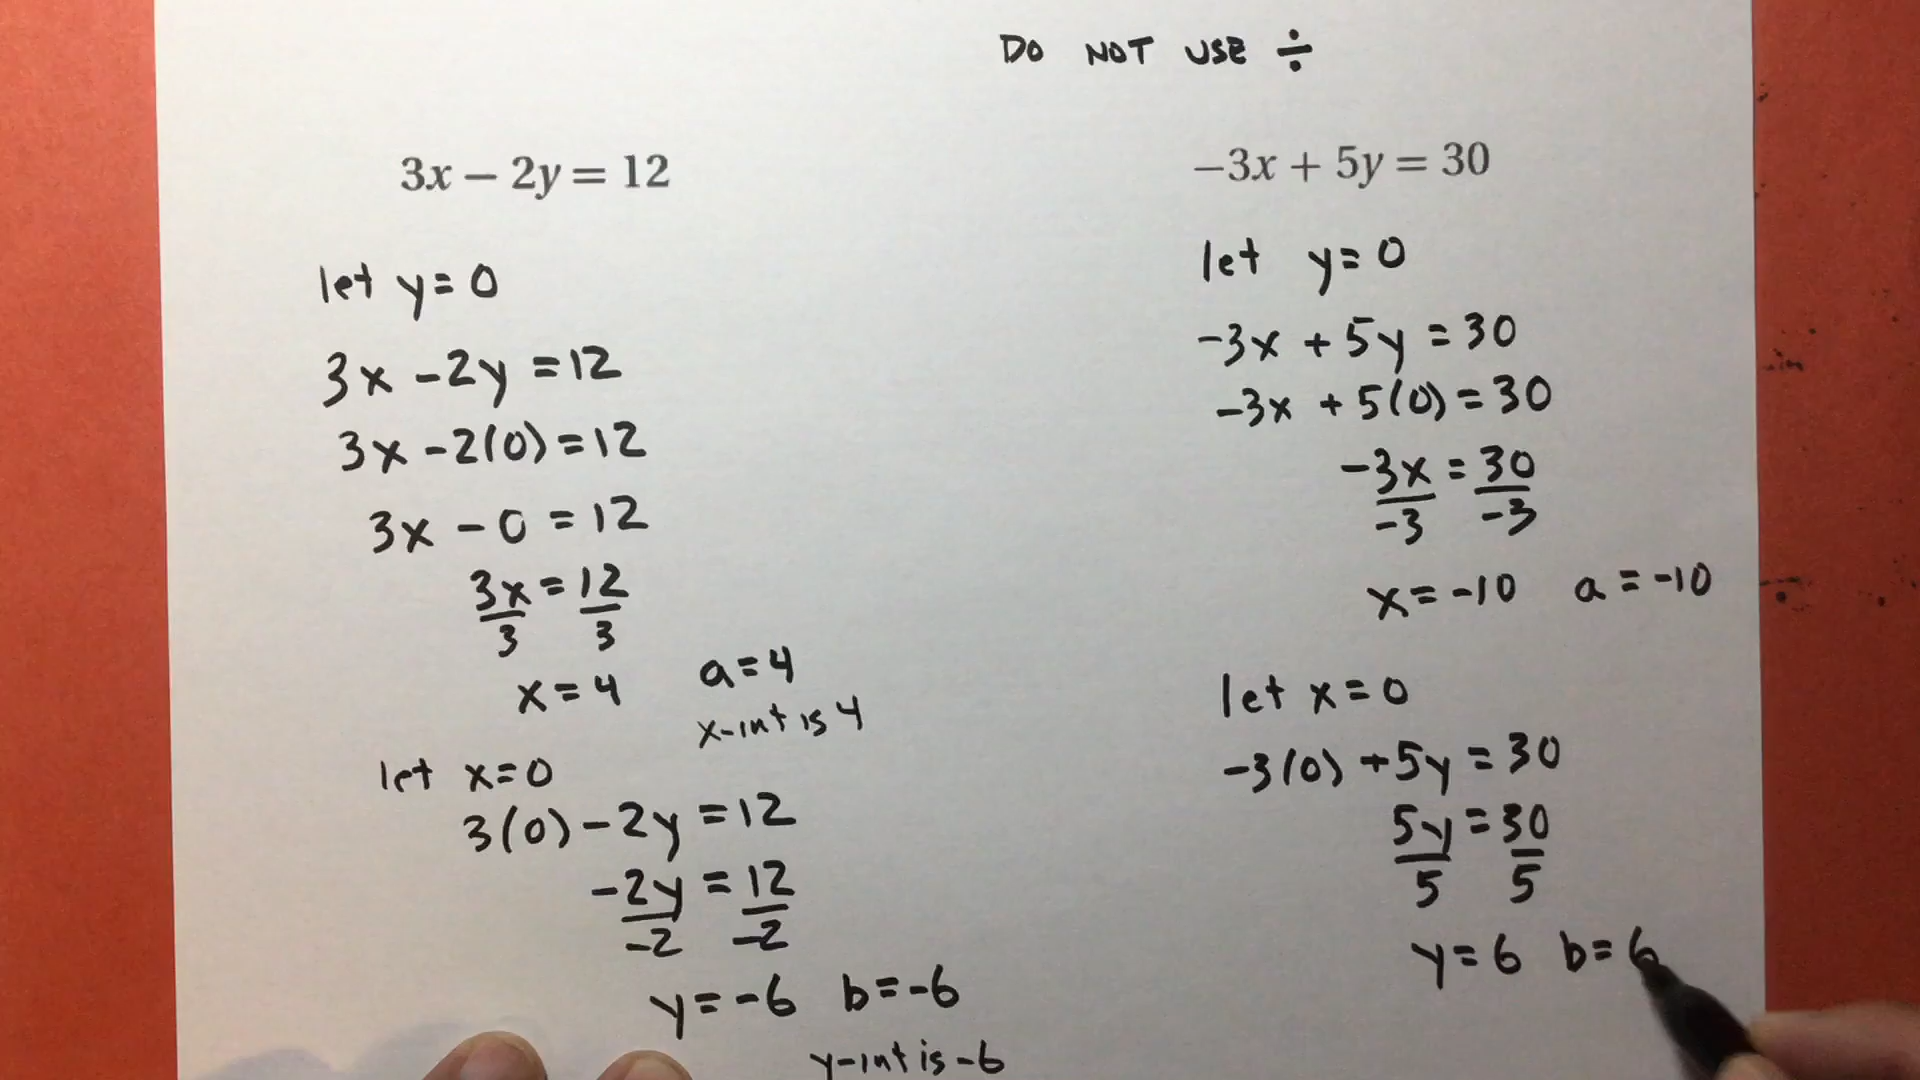 DO NOT USE ÷
3x − 2y = 12
let y=0
3x -2y =12
3x -2(0) =12
3x - 0 = 12
3x = 12
3 3
x = 4 a = 4
x-int is 4
let x=0
3(0) -2y =12
-2y = 12
-2 -2
y = -6 b = -6
y-int is -6
−3x + 5y = 30
let y= 0
-3x +5y = 30
-3x + 5(0) = 30
-3x = 30
-3 -3
x = -10 a = -10
let x = 0
-3(0) +5y = 30
5y = 30
5 5
y = 6 b = 6